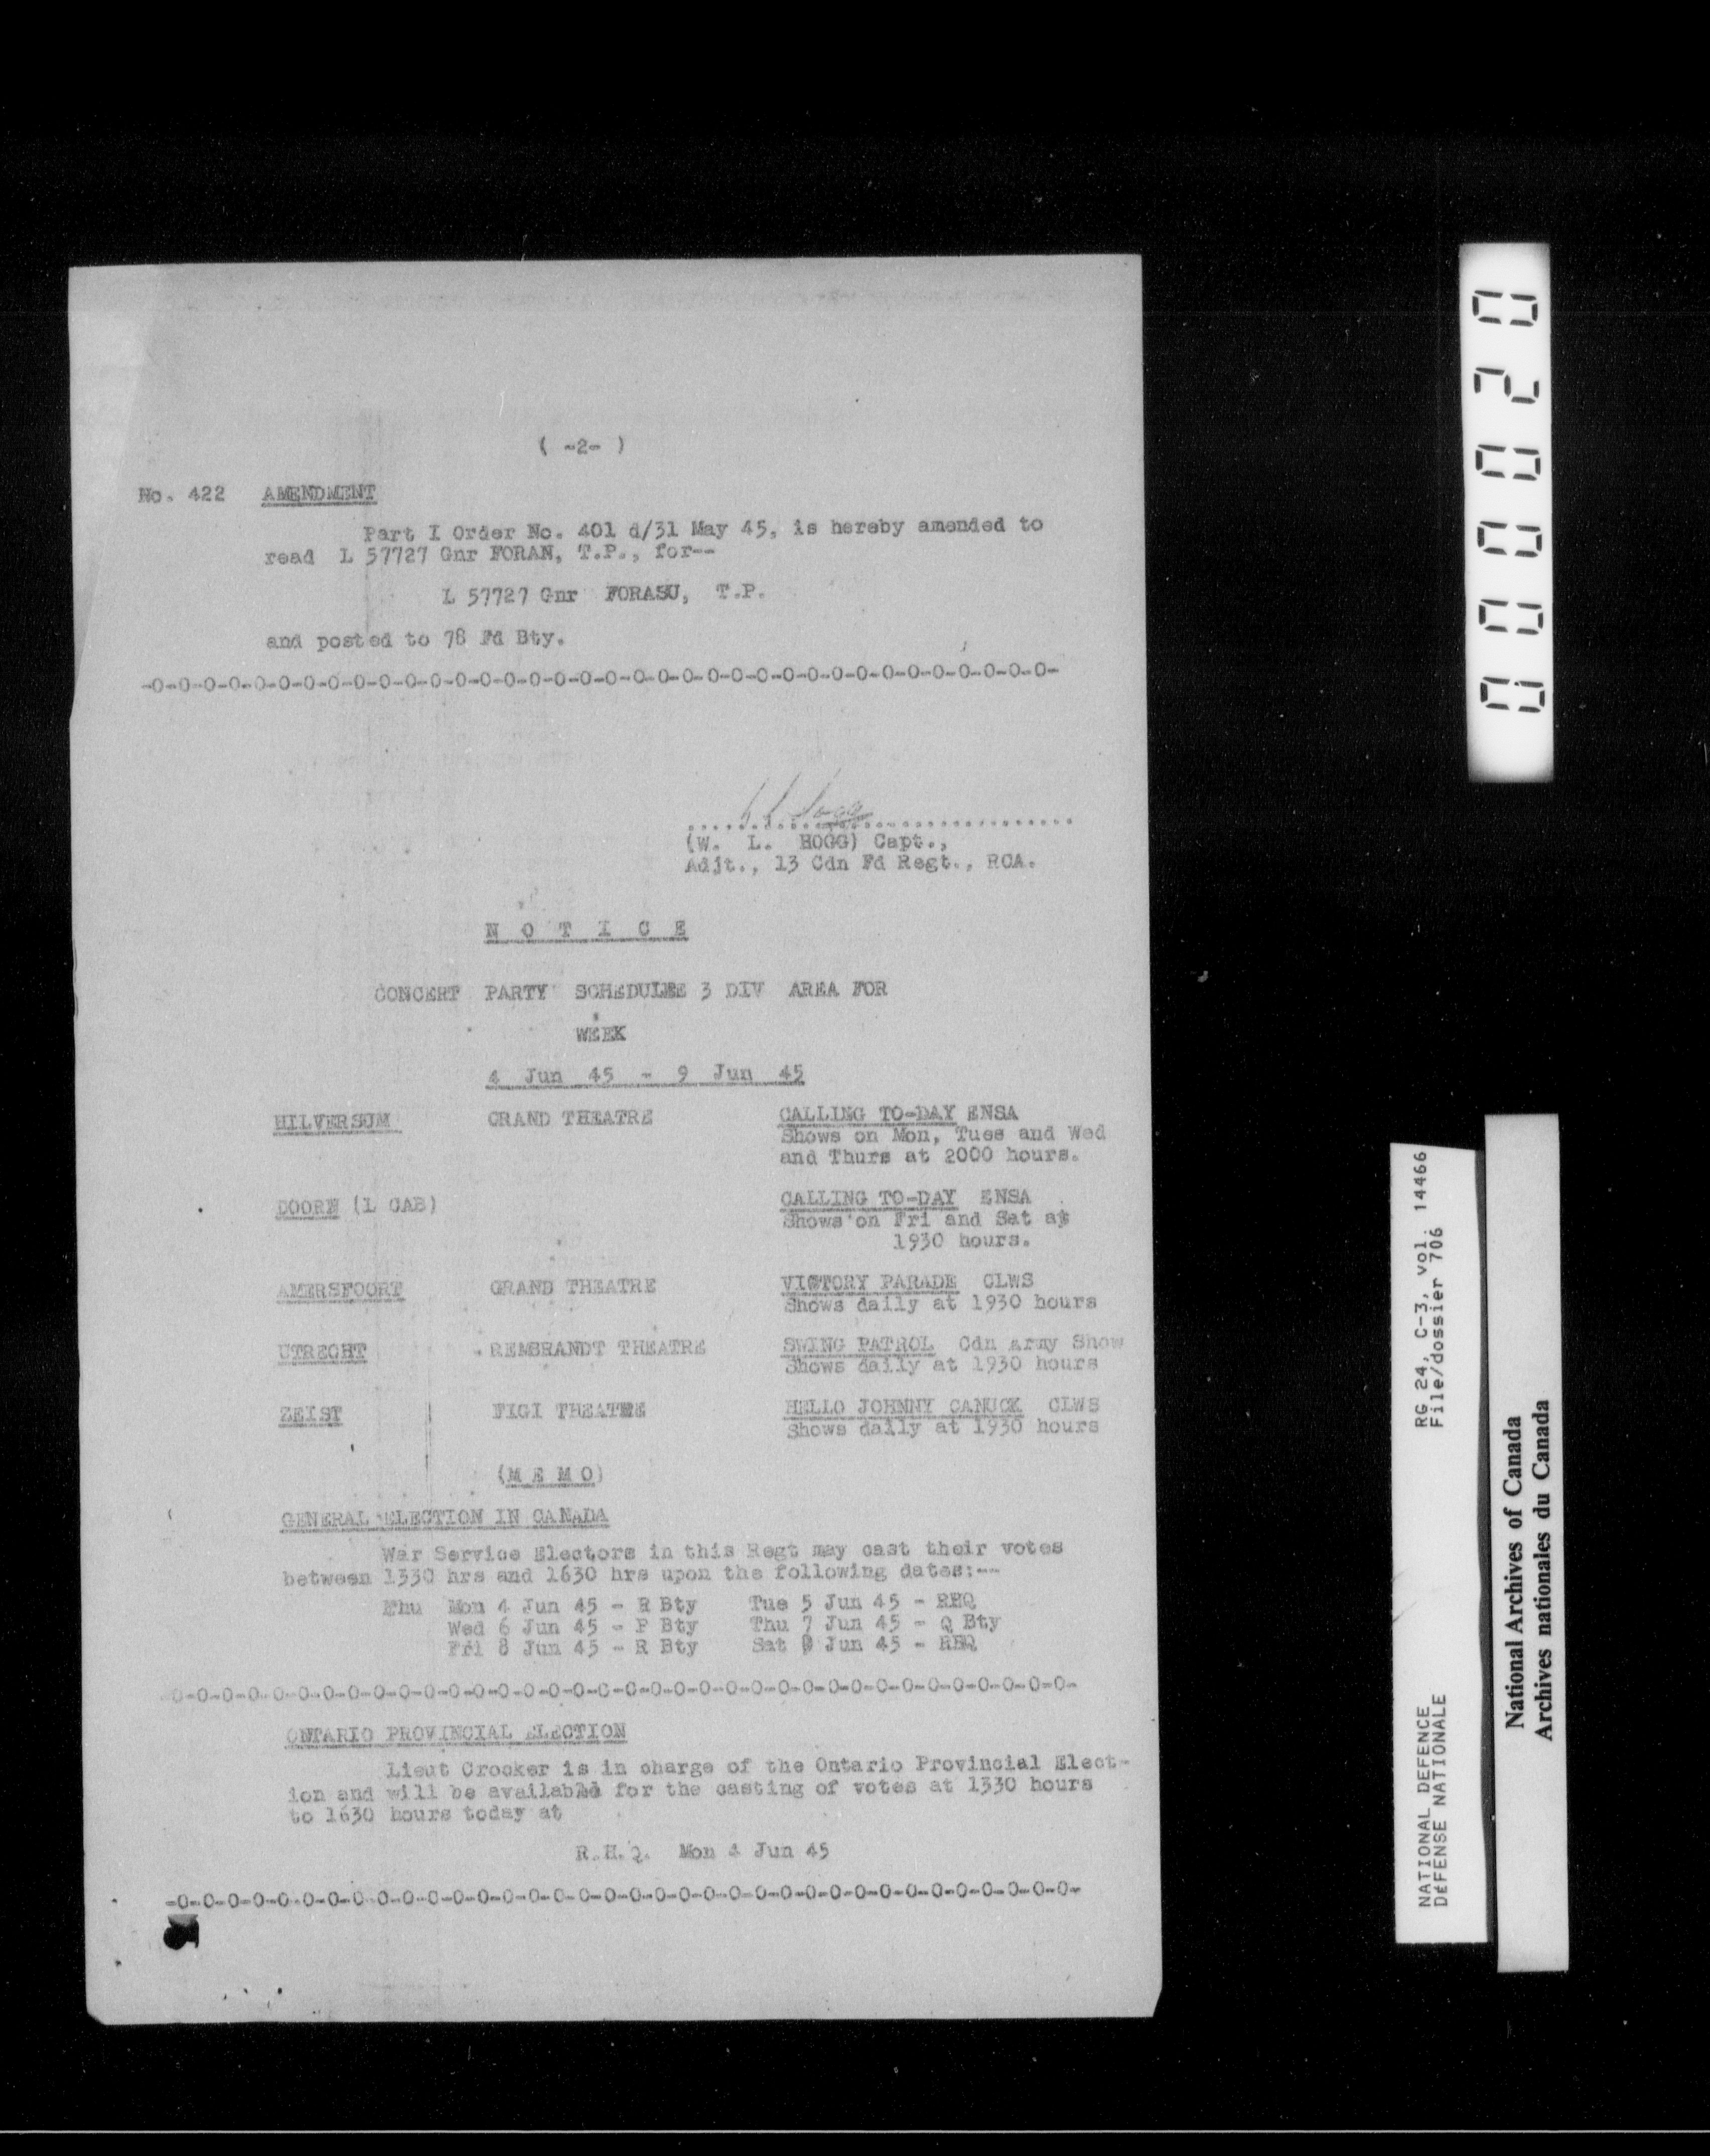 ( -2- )
No. 422 AMENDMENT
Part I Order No. 401 d/31 May 45, is hereby amended to
read L 57727 Gnr FORAN, T.P., for--
L 57727 Gnr FORASU, T.P.
and posted to 78 Fd Bty.
-0-0-0-0-0-0-0-0-0-0-0-0-0-0-0-0-0-0-0-0-0-0-0-0-0-0-0-0-0-0-0-0-0-0-0-0-
(W. L. HOGG) Capt.,
Adjt., 13 Cdn Fd Regt., RCA.
N O T I C E
CONCERT PARTY SCHEDULEE 3 DIV AREA FOR
WEEK
4 Jun 45 - 9 Jun 45
HILVERSUM GRAND THEATRE CALLING TO-DAY ENSA
Shows on Mon, Tues and Wed
and Thurs at 2000 hours.
DOORN (L CAB) CALLING TO-DAY ENSA
Shows on Fri and Sat at
1930 hours.
AMERSFOORT GRAND THEATRE VICTORY PARADE CLWS
Shows daily at 1930 hours
UTRECHT REMBRANDT THEATRE SWING PATROL Cdn army Show
Shows daily at 1930 hours
ZEIST FIGI THEATRE HELLO JOHNNY CANUCK CLWS
Shows daily at 1930 hours
(M E M O)
GENERAL ELECTION IN CANADA
War Service Electors in this Regt may cast their votes
between 1330 hrs and 1630 hrs upon the following dates:--
Thu Mon 4 Jun 45 - R Bty Tue 5 Jun 45 - RHQ
Wed 6 Jun 45 - P Bty Thu 7 Jun 45 - Q Bty
Fri 8 Jun 45 - R Bty Sat 9 Jun 45 - RHQ
0-0-0-0-0-0-0-0-0-0-0-0-0-0-0-0-0-0-0-0-0-0-0-0-0-0-0-0-0-0-0-0-0-0-0-0-
ONTARIO PROVINCIAL ELECTION
Lieut Crocker is in charge of the Ontario Provincial Elect-
ion and will be available for the casting of votes at 1330 hours
to 1630 hours today at
R.H.Q. Mon 4 Jun 45
-0-0-0-0-0-0-0-0-0-0-0-0-0-0-0-0-0-0-0-0-0-0-0-0-0-0-0-0-0-0-0-0-0-0-0-0-
000020
RG 24, C-3, vol. 14466
File/dossier 706
NATIONAL DEFENCE
DÉFENSE NATIONALE
National Archives of Canada
Archives nationales du Canada